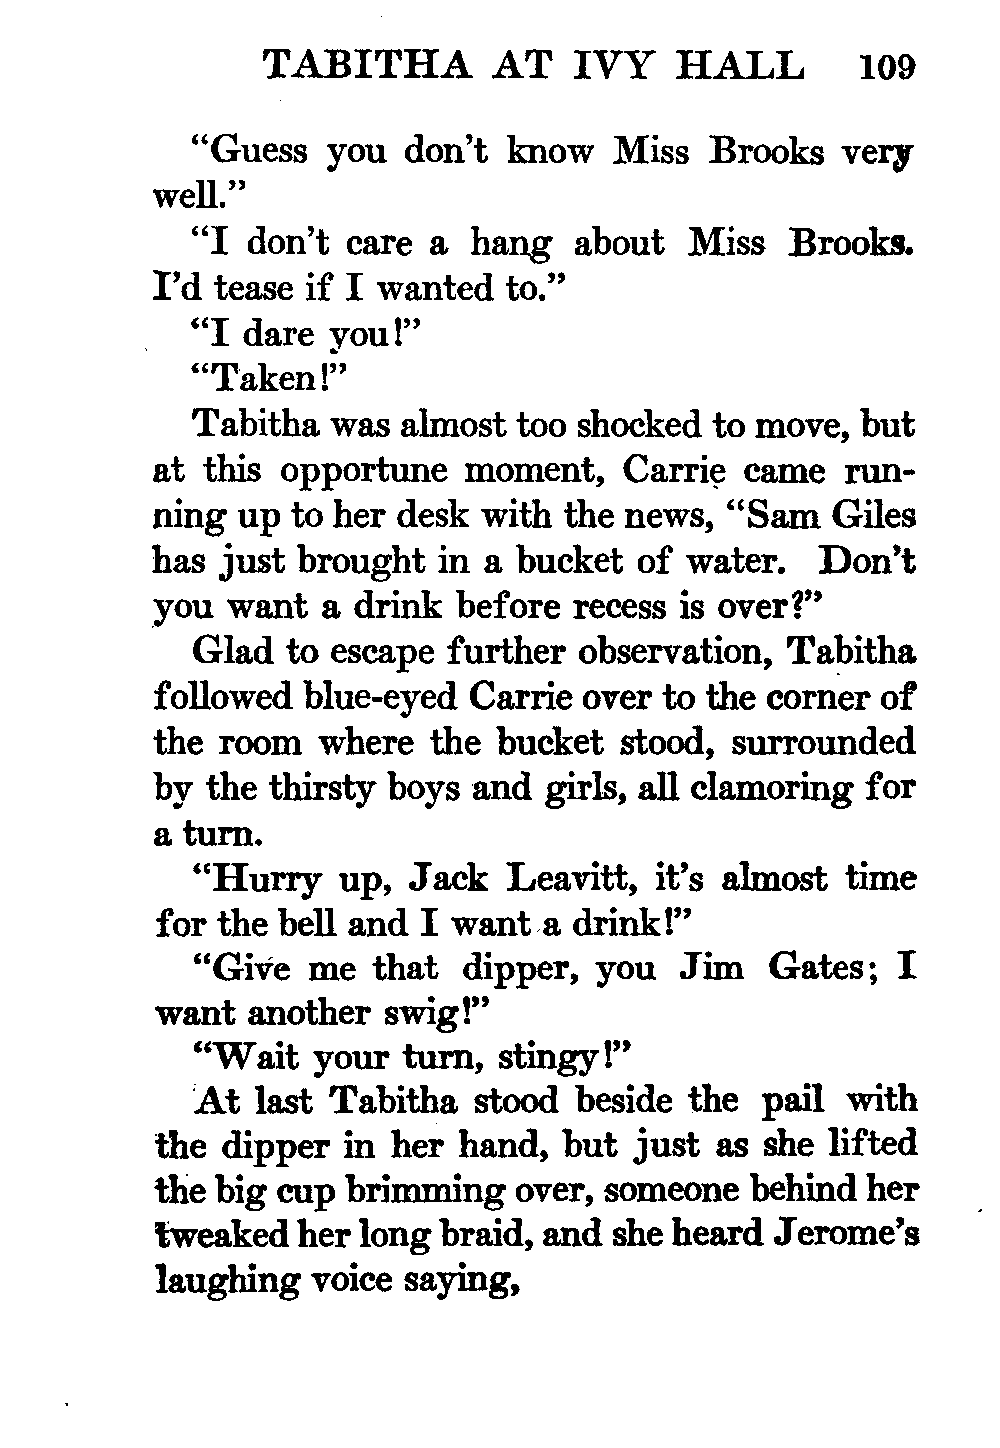 TABITHA AT IVY HALL 109
“Guess you don’t know Miss Brooks very
well.”
“I don’t care a hang about Miss Brooks.
I’d tease if I wanted to.”
“I dare you!”
“Taken!”
Tabitha was almost too shocked to move, but
at this opportune moment, Carrie came run-
ning up to her desk with the news, “Sam Giles
has just brought in a bucket of water. Don’t
you want a drink before recess is over?”
Glad to escape further observation, Tabitha
followed blue-eyed Carrie over to the corner of
the room where the bucket stood, surrounded
by the thirsty boys and girls, all clamoring for
a turn.
“Hurry up, Jack Leavitt, it’s almost time
for the bell and I want a drink!”
“Give me that dipper, you Jim Gates; I
want another swig!”
“Wait your turn, stingy!”
At last Tabitha stood beside the pail with
the dipper in her hand, but just as she lifted
the big cup brimming over, someone behind her
tweaked her long braid, and she heard Jerome’s
laughing voice saying,